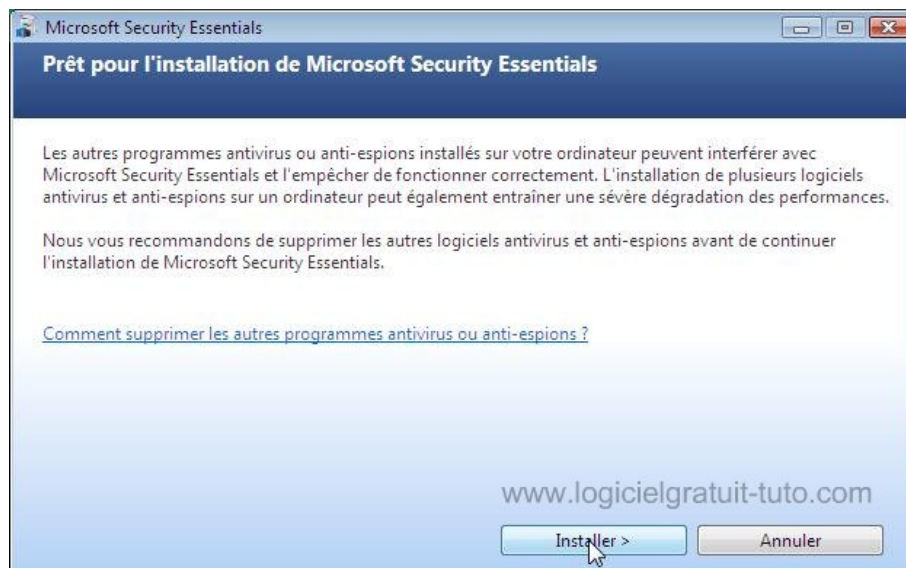 Microsoft Security Essentials
Prêt pour l'installation de Microsoft Security Essentials
Les autres programmes antivirus ou anti-espions installés sur votre ordinateur peuvent interférer avec
Microsoft Security Essentials et l'empêcher de fonctionner correctement. L'installation de plusieurs logiciels
antivirus et anti-espions sur un ordinateur peut également entraîner une sévère dégradation des performances.
Nous vous recommandons de supprimer les autres logiciels antivirus et anti-espions avant de continuer
l'installation de Microsoft Security Essentials.
Comment supprimer les autres programmes antivirus ou anti-espions ?
www.logicielgratuit-tuto.com
Installer >
Annuler